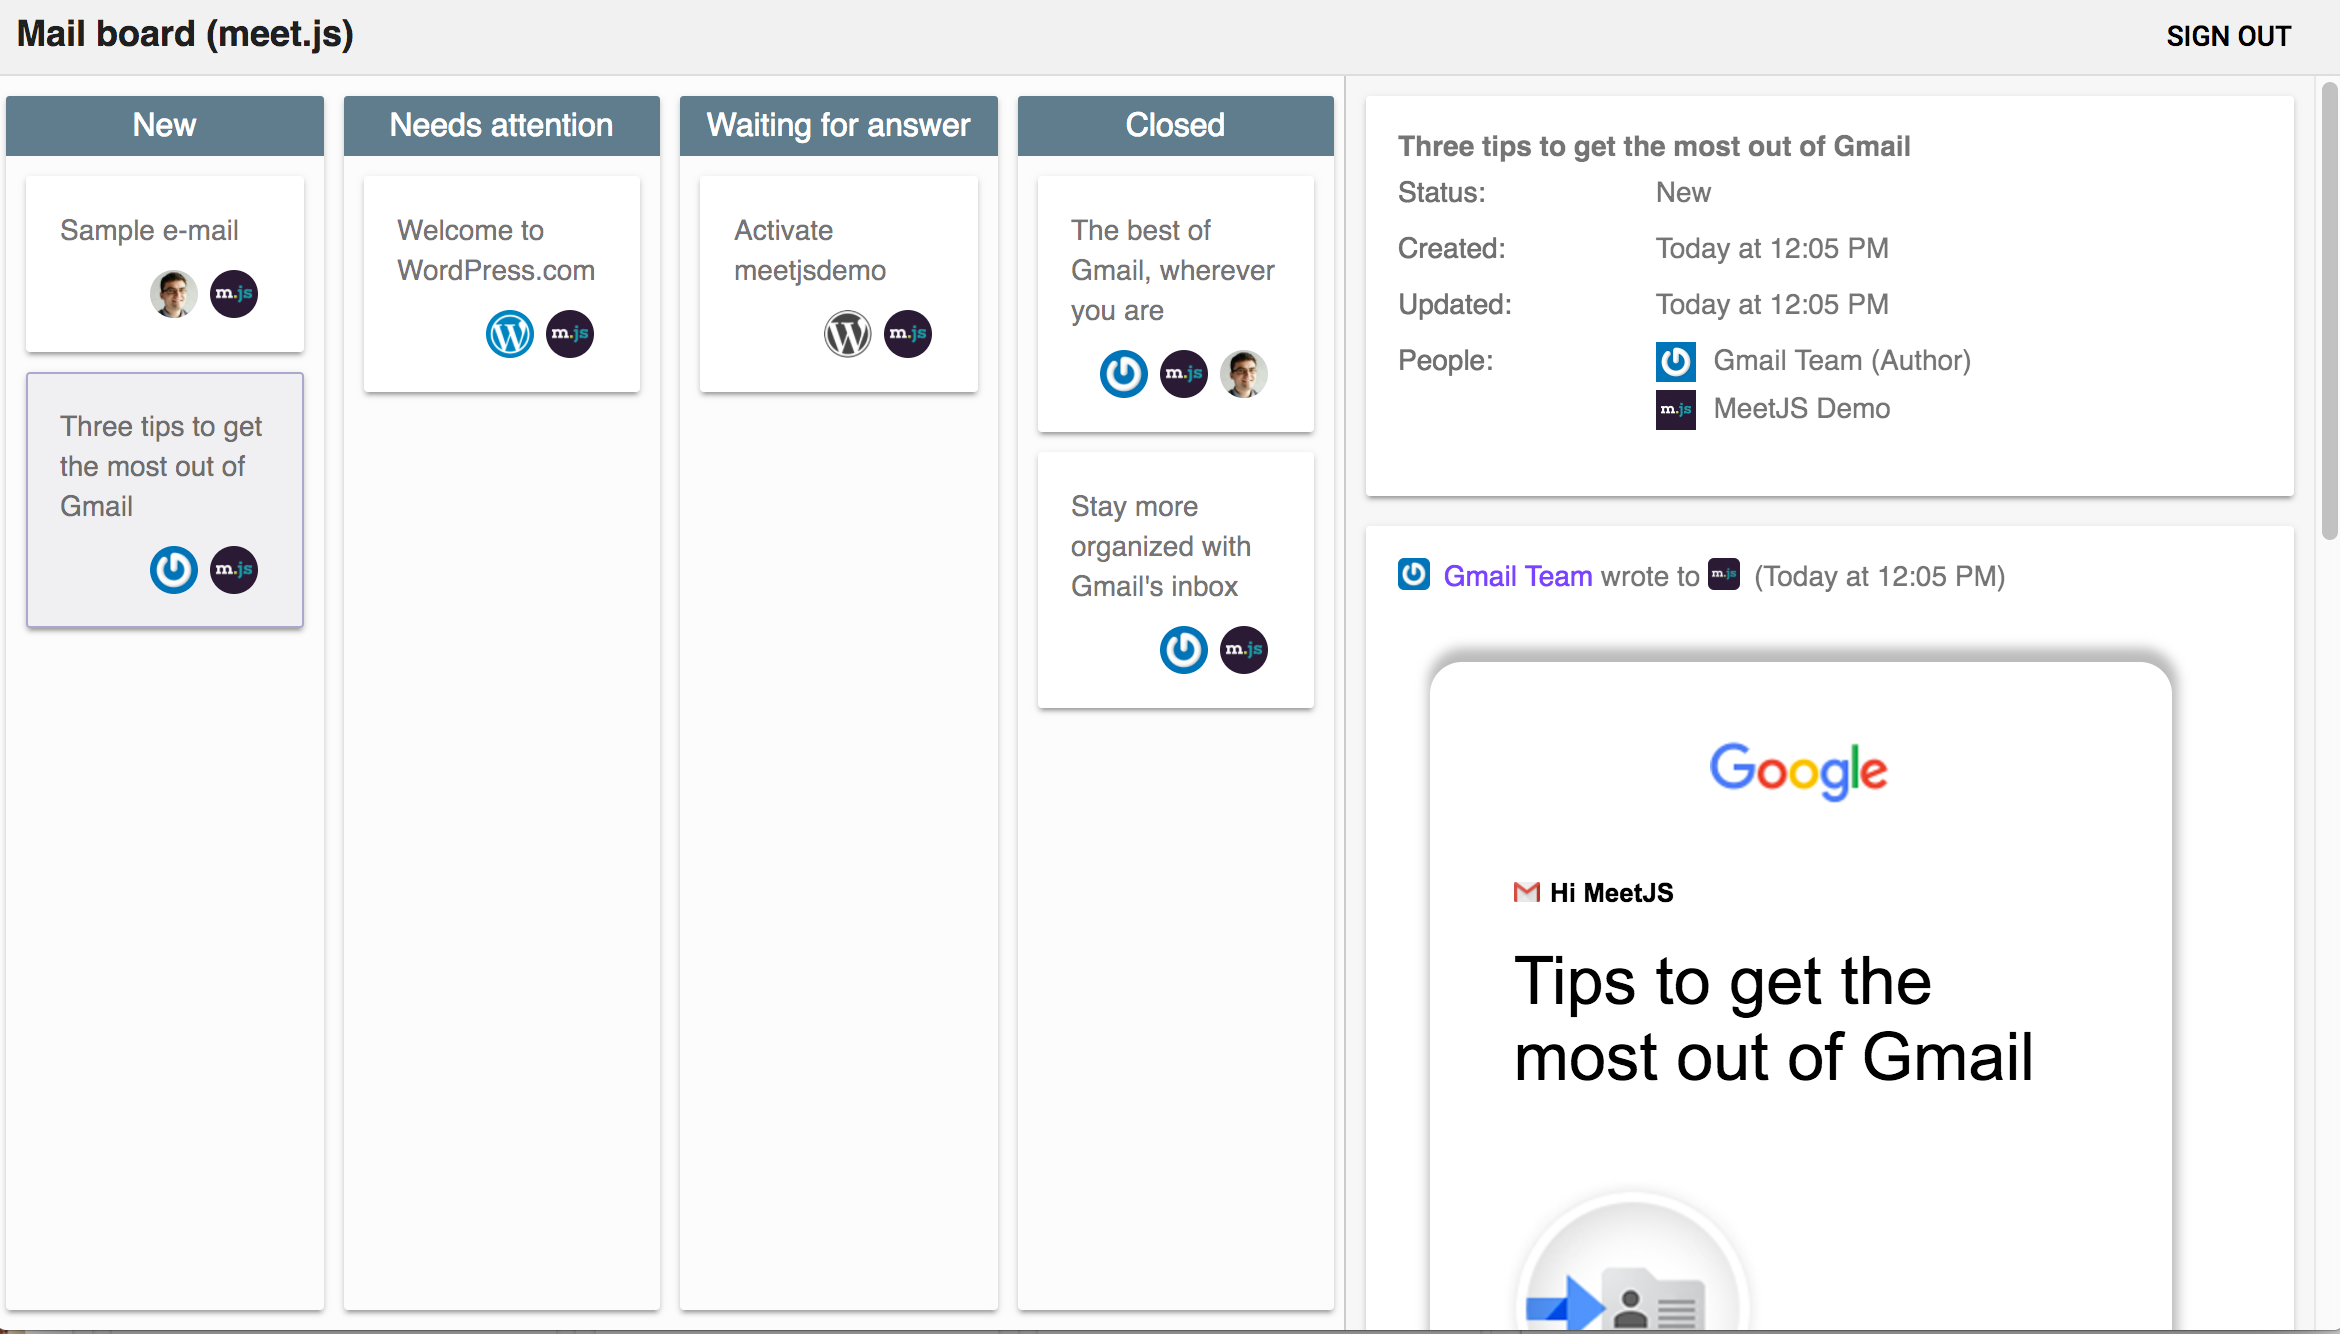 Mail board (meet.js)
SIGN OUT
New
Sample e-mail
m.js
Three tips to get
the most out of
Gmail
m.js
Needs attention
Welcome to
WordPress.com
m.js
Waiting for answer
Activate
meetjsdemo
m.js
Closed
The best of
Gmail, wherever
you are
m.js
Stay more
organized with
Gmail's inbox
m.js
Three tips to get the most out of Gmail
Status: New
Created: Today at 12:05 PM
Updated: Today at 12:05 PM
People: Gmail Team (Author)
m.js MeetJS Demo
Gmail Team wrote to m.js (Today at 12:05 PM)
Google
Hi MeetJS
Tips to get the
most out of Gmail